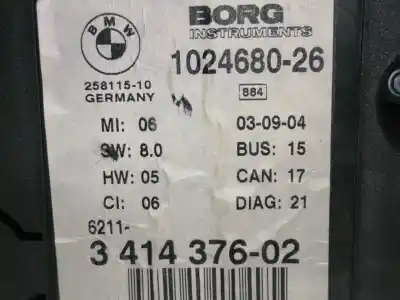 BMW
BORG
INSTRUMENTS
1024680-26
258115-10
GERMANY
884
MI: 06 03-09-04
SW: 8.0 BUS: 15
HW: 05 CAN: 17
CI: 06 DIAG: 21
6211-
3 414 376-02